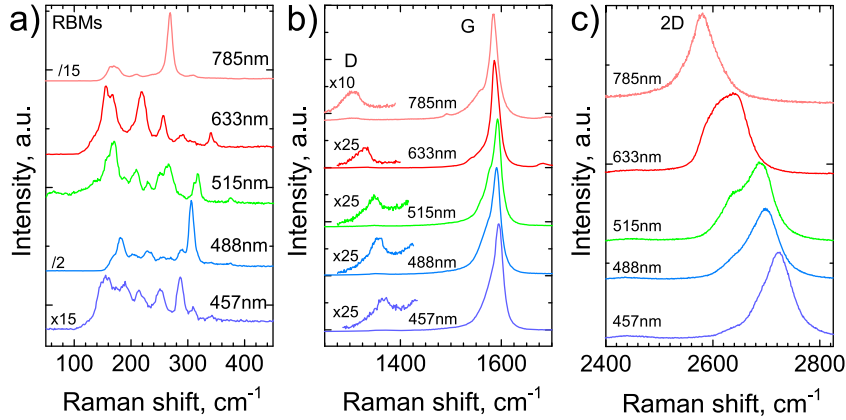 a)
RBMs
/15
785nm
633nm
515nm
488nm
/2
457nm
x15
Intensity, a.u.
100 200 300 400
Raman shift, cm-1
b)
D
G
x10
785nm
x25
633nm
x25
515nm
x25
488nm
x25
457nm
Intensity, a.u.
1400 1600
Raman shift, cm-1
c)
2D
785nm
633nm
515nm
488nm
457nm
Intensity, a.u.
2400 2600 2800
Raman shift, cm-1